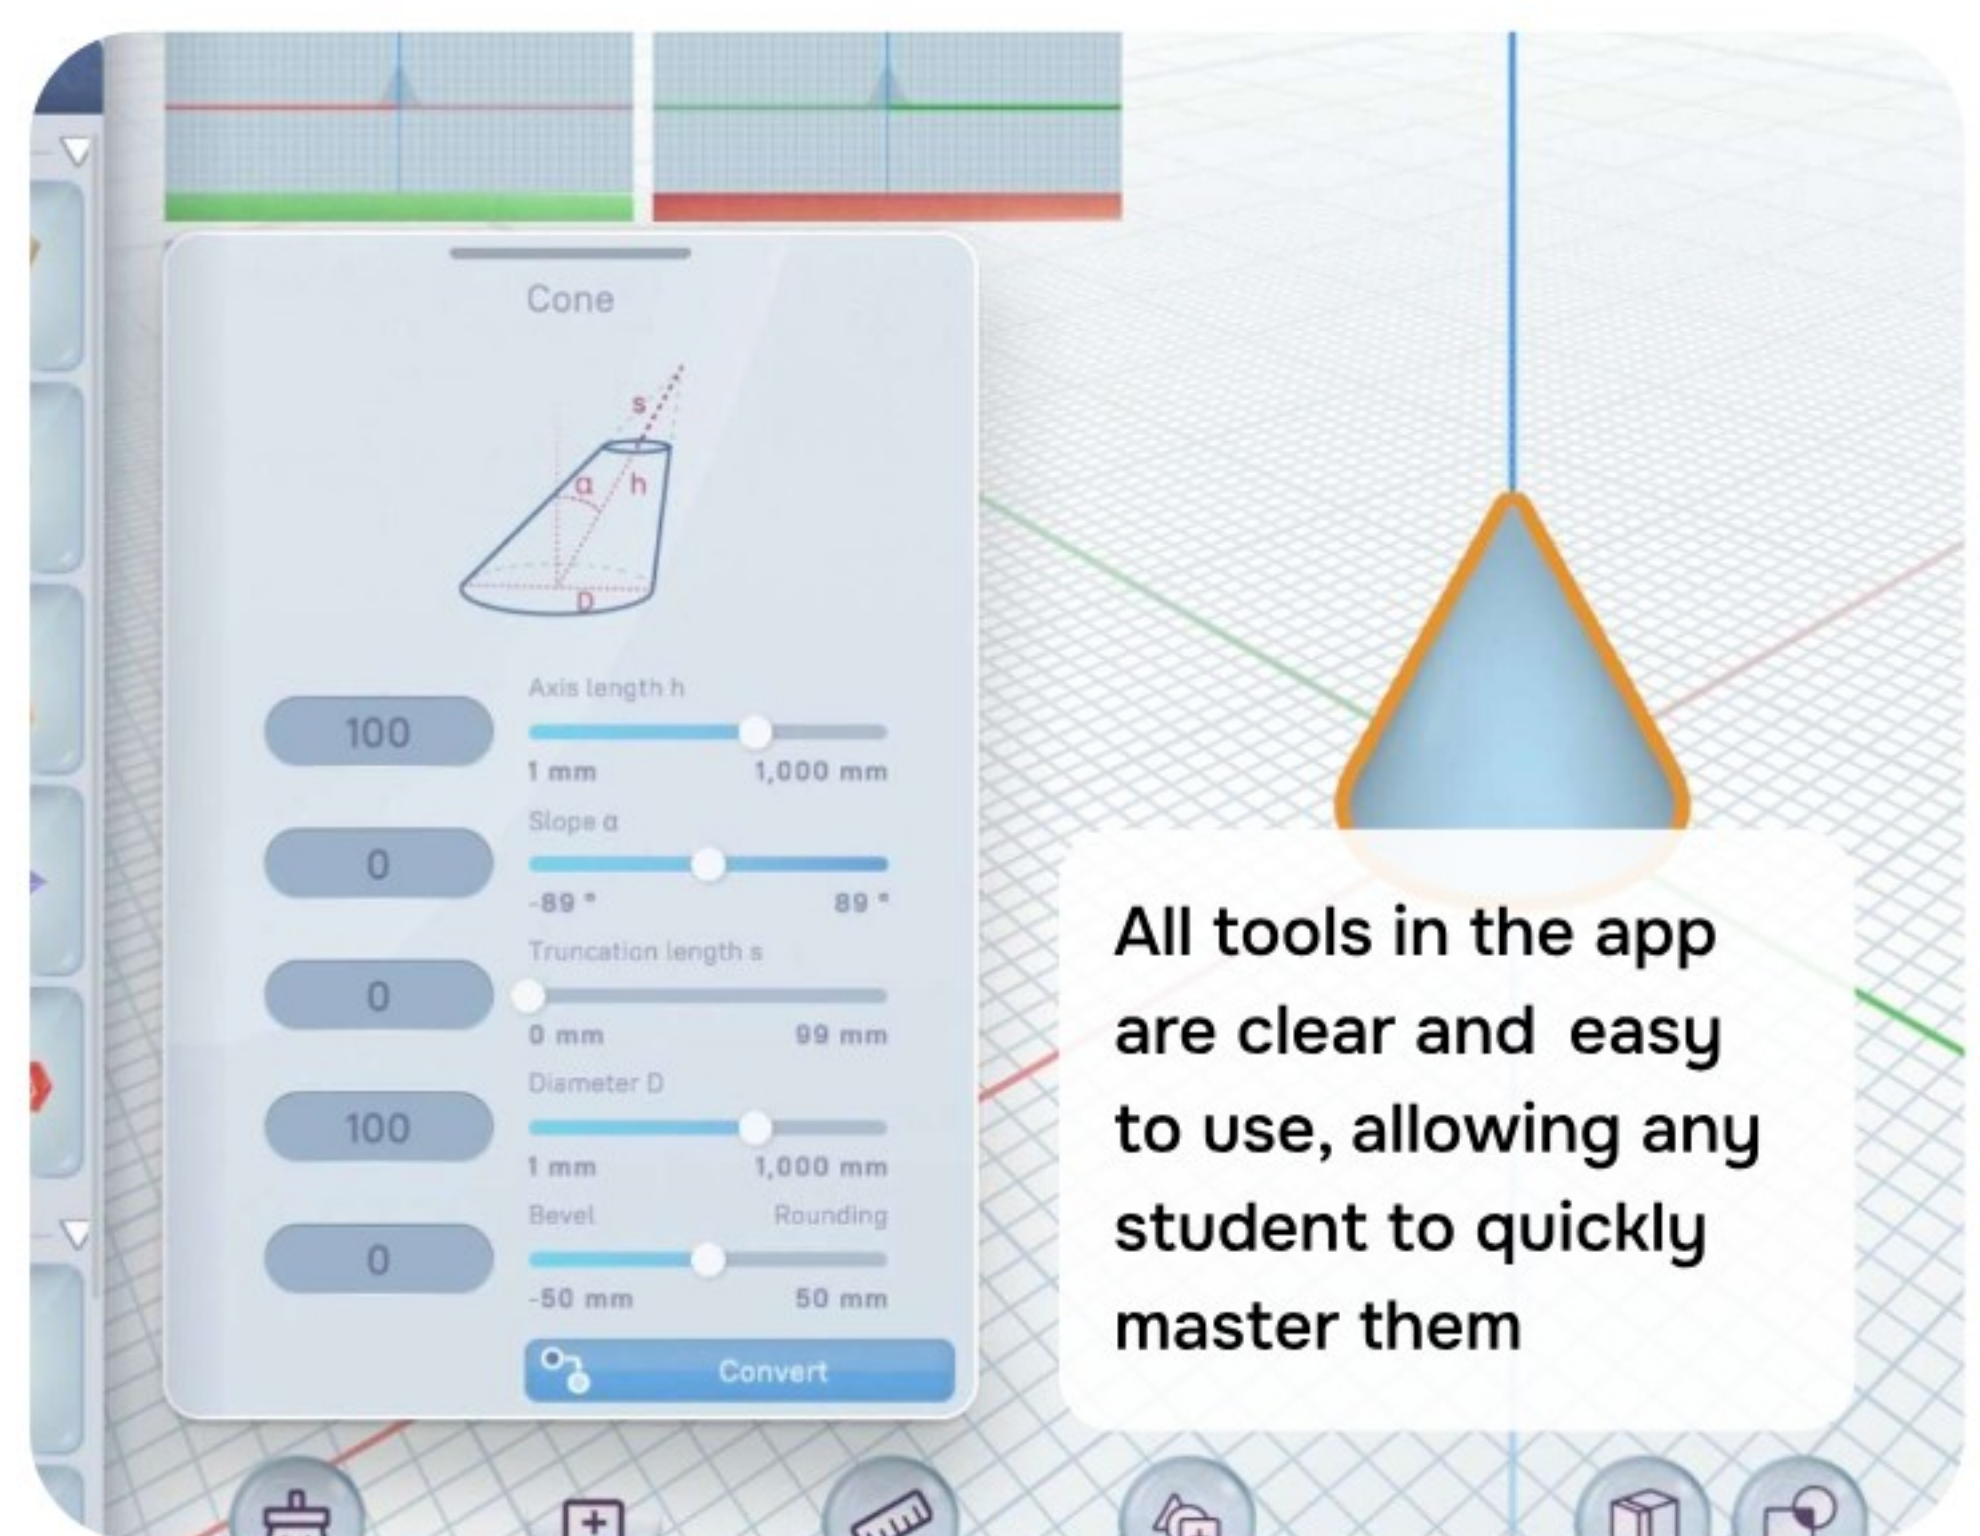 Cone
s
α h
D
Axis length h
100
1 mm 1,000 mm
Slope α
0
-89 ° 89 °
Truncation length s
0
0 mm 99 mm
Diameter D
100
1 mm 1,000 mm
Bevel Rounding
0
-50 mm 50 mm
Convert
All tools in the app
are clear and easy
to use, allowing any
student to quickly
master them